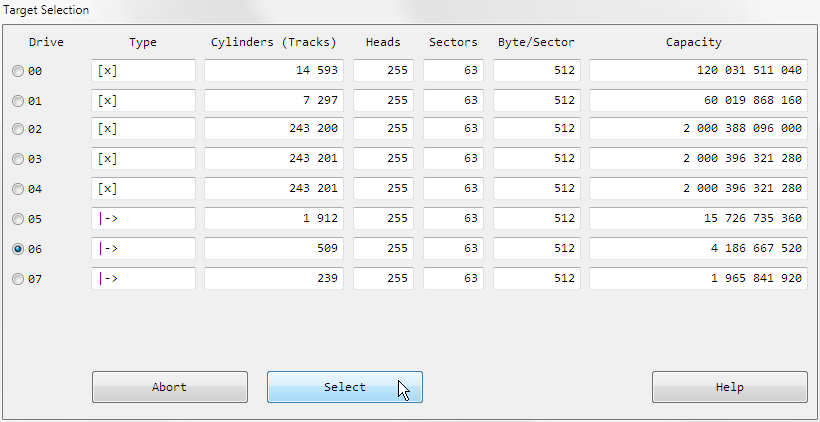 Target Selection
Drive Type Cylinders (Tracks) Heads Sectors Byte/Sector Capacity
00 [x] 14 593 255 63 512 120 031 511 040
01 [x] 7 297 255 63 512 60 019 868 160
02 [x] 243 200 255 63 512 2 000 388 096 000
03 [x] 243 201 255 63 512 2 000 396 321 280
04 [x] 243 201 255 63 512 2 000 396 321 280
05 |-> 1 912 255 63 512 15 726 735 360
06 |-> 509 255 63 512 4 186 667 520
07 |-> 239 255 63 512 1 965 841 920
Abort Select Help